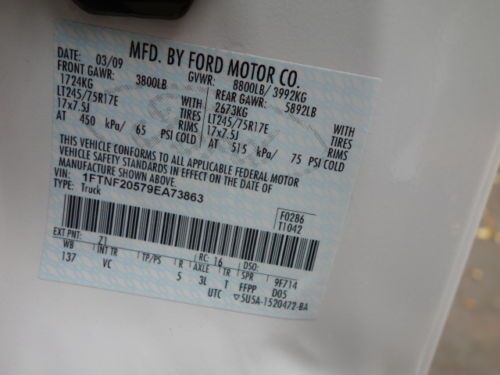 MFD. BY FORD MOTOR CO.
DATE: 03/09 GVWR: 8800LB/ 3992KG
FRONT GAWR: 3800LB REAR GAWR: 5892LB
1724KG WITH 2673KG WITH
LT245/75R17E TIRES LT245/75R17E TIRES
17x7.5J RIMS 17x7.5J RIMS
AT 450 kPa/ 65 PSI COLD AT 515 kPa/ 75 PSI COLD
THIS VEHICLE CONFORMS TO ALL APPLICABLE FEDERAL MOTOR
VEHICLE SAFETY STANDARDS IN EFFECT ON THE DATE OF
MANUFACTURE SHOWN ABOVE.
VIN: 1FTNF20579EA73863
TYPE: Truck
F0286
T1042
EXT PNT: Z1 RC: 16 DSO:
WB INT TR TP/PS R AXLE TR SPR 9F714
137 VC 5 3L T FFPP D05
UTC ▽5U5A-1520472-BA